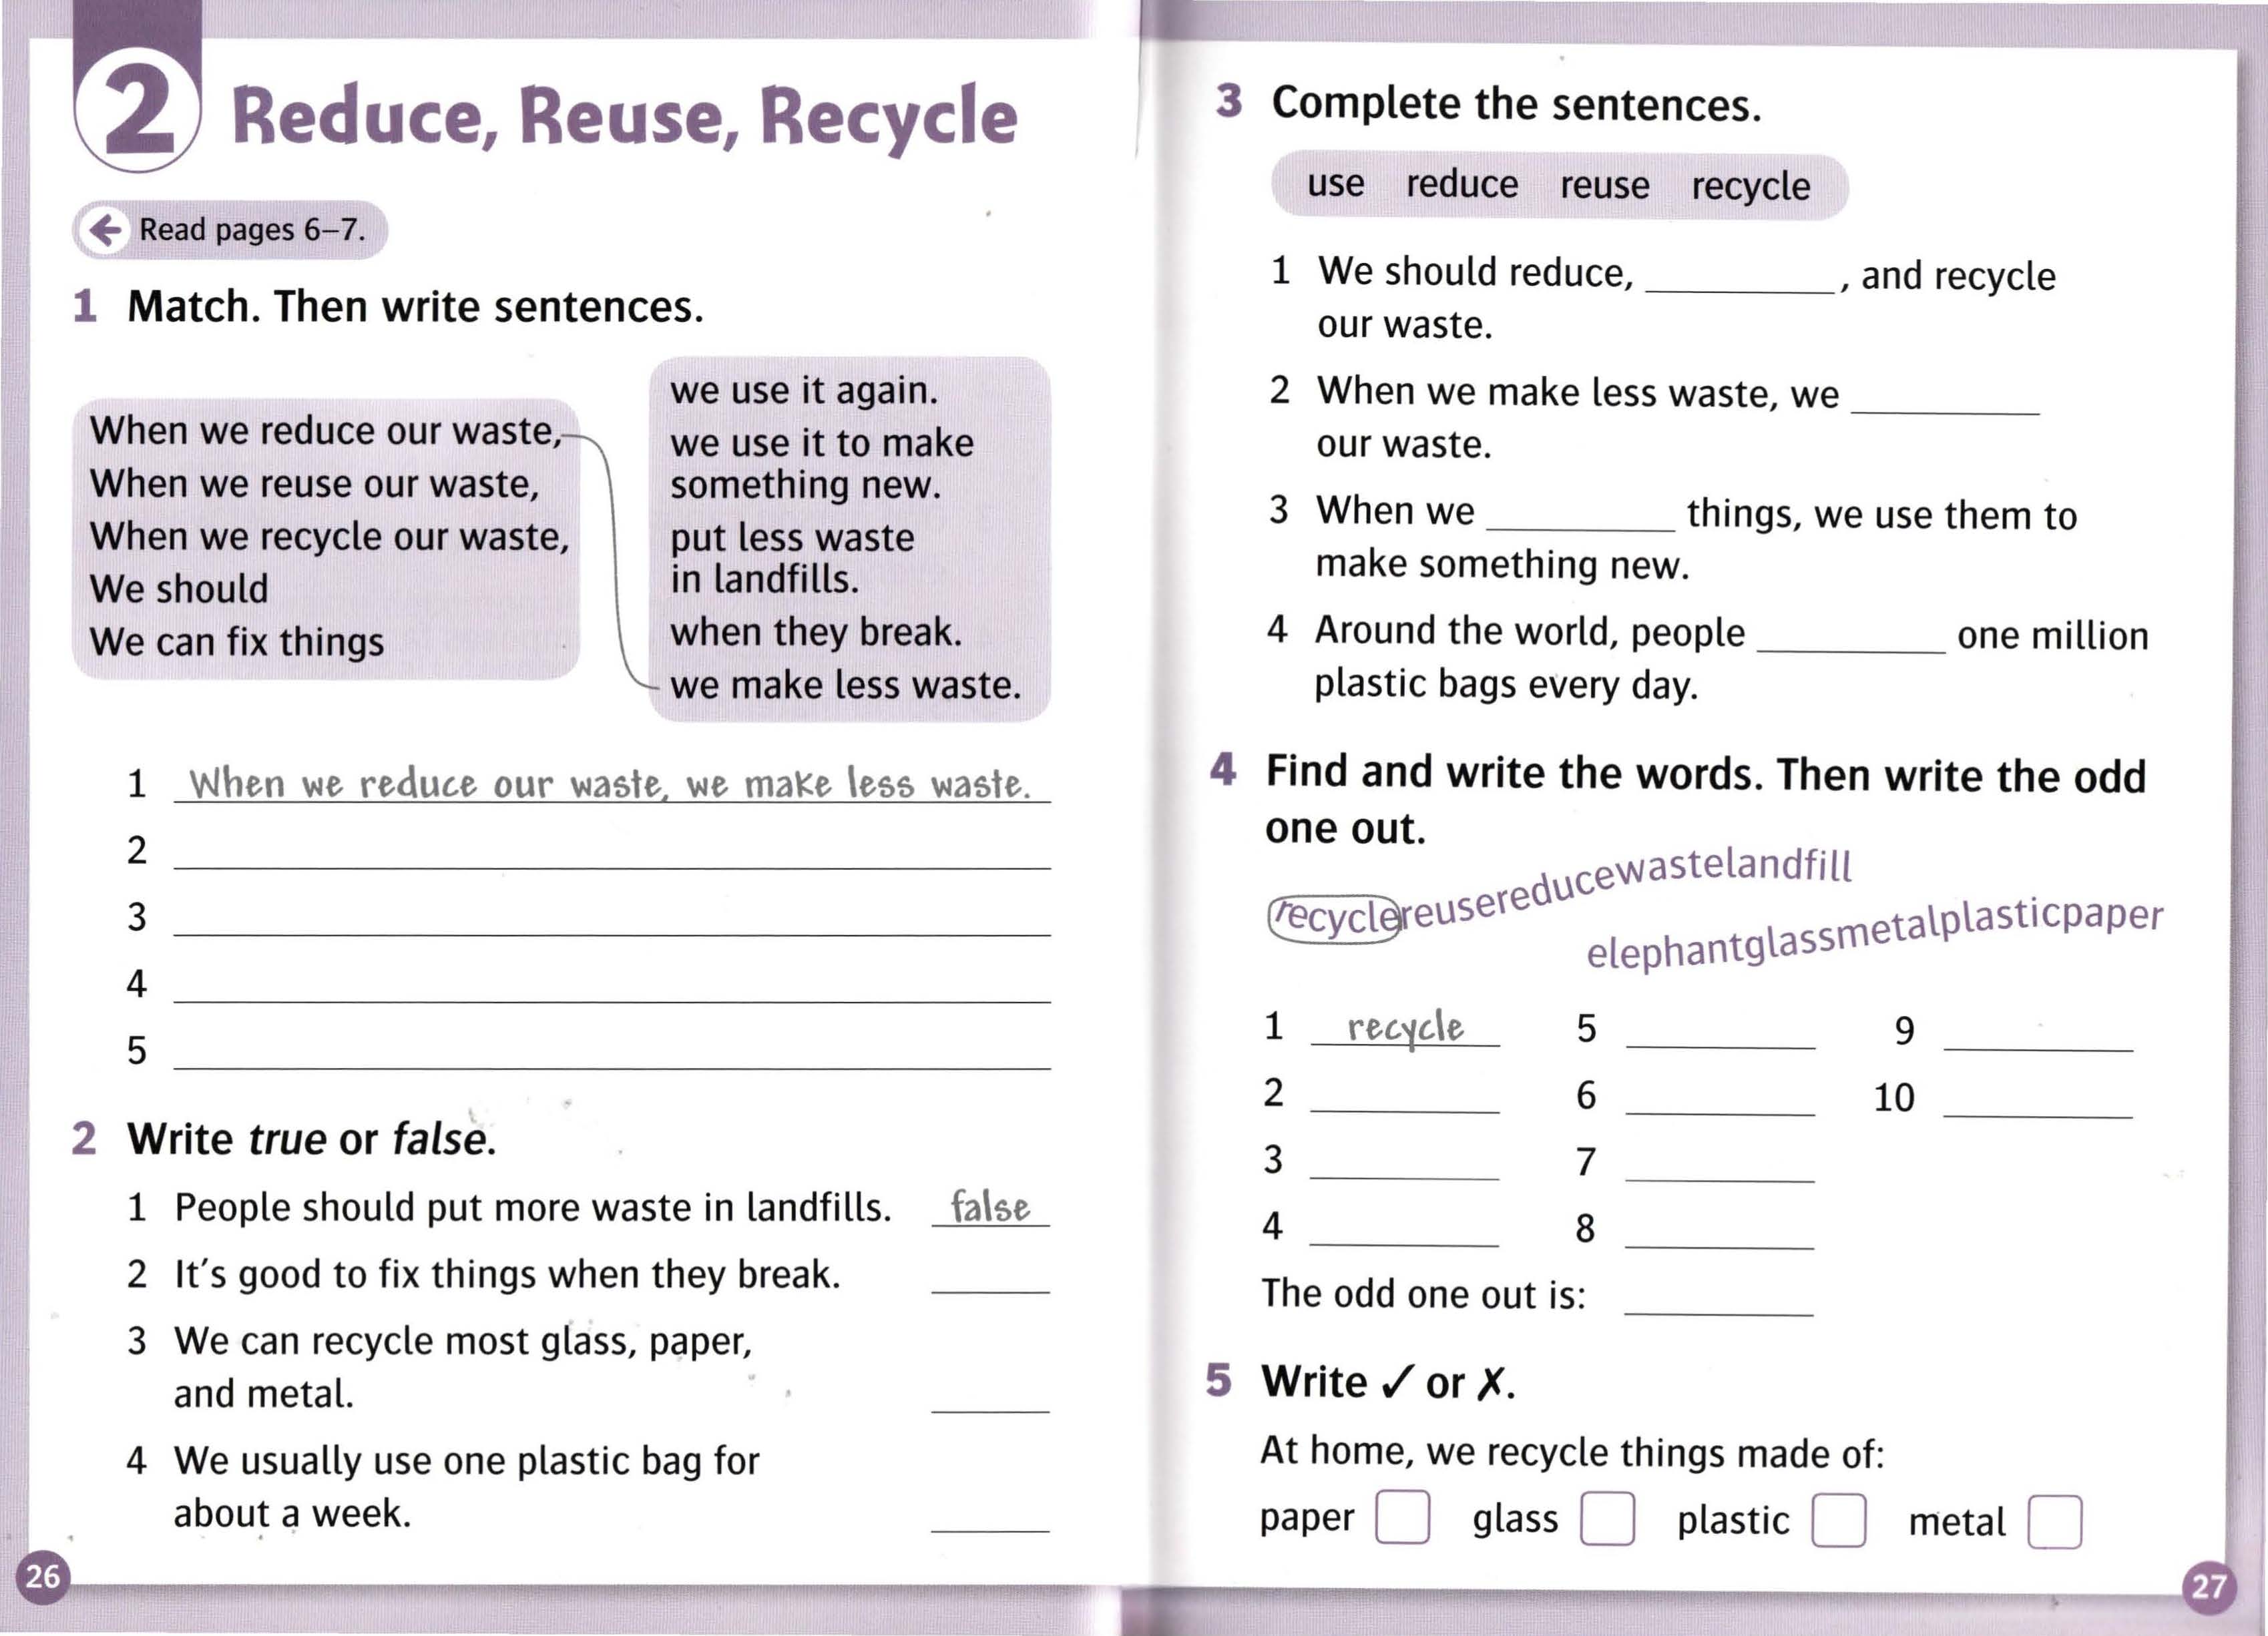 2 Reduce, Reuse, Recycle
Read pages 6–7.
1 Match. Then write sentences.
When we reduce our waste,
When we reuse our waste,
When we recycle our waste,
We should
We can fix things
we use it again.
we use it to make
something new.
put less waste
in landfills.
when they break.
we make less waste.
1 When we reduce our waste, we make less waste.
2
3
4
5
2 Write true or false.
1 People should put more waste in landfills. false
2 It's good to fix things when they break.
3 We can recycle most glass, paper,
and metal.
4 We usually use one plastic bag for
about a week.
26
3 Complete the sentences.
use reduce reuse recycle
1 We should reduce, __________, and recycle
our waste.
2 When we make less waste, we __________
our waste.
3 When we __________ things, we use them to
make something new.
4 Around the world, people __________ one million
plastic bags every day.
4 Find and write the words. Then write the odd
one out.
recyclereusereducewastelandfill
elephantglassmetalplasticpaper
1 recycle 5 9
2 6 10
3 7
4 8
The odd one out is:
5 Write ✓ or ✗.
At home, we recycle things made of:
paper glass plastic metal
27